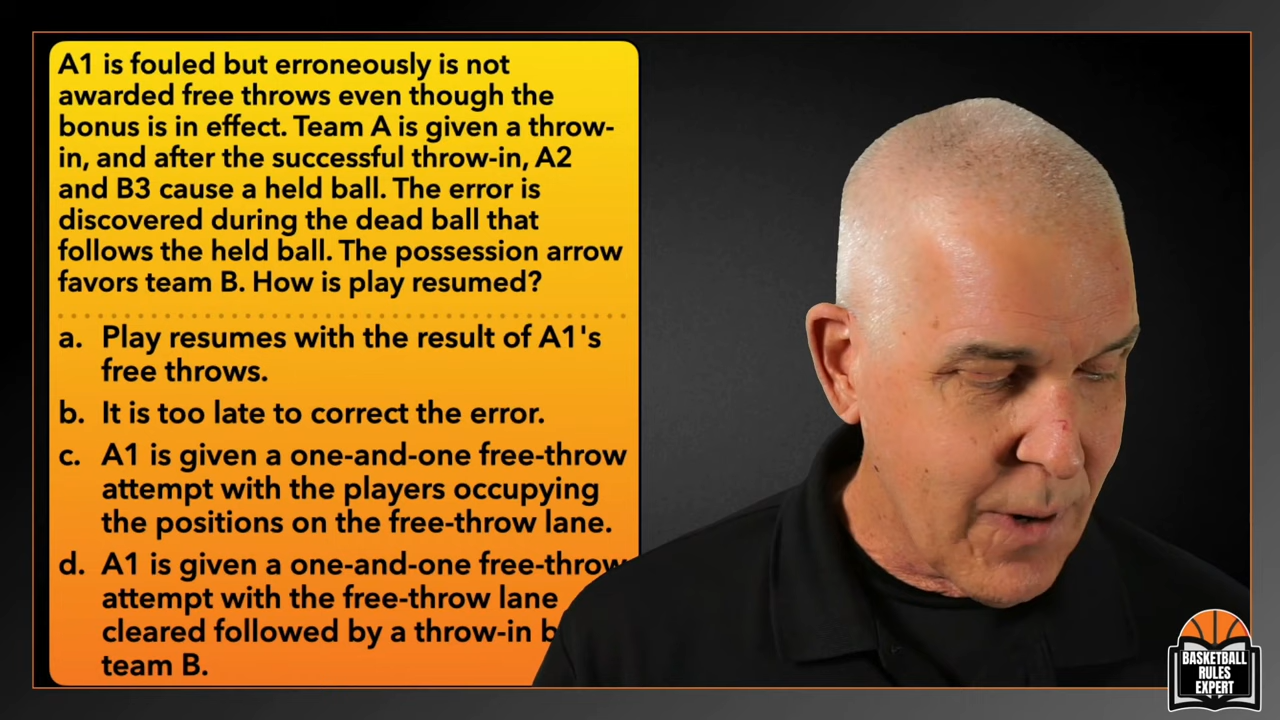 A1 is fouled but erroneously is not
awarded free throws even though the
bonus is in effect. Team A is given a throw-
in, and after the successful throw-in, A2
and B3 cause a held ball. The error is
discovered during the dead ball that
follows the held ball. The possession arrow
favors team B. How is play resumed?
a. Play resumes with the result of A1's
free throws.
b. It is too late to correct the error.
c. A1 is given a one-and-one free-throw
attempt with the players occupying
the positions on the free-throw lane.
d. A1 is given a one-and-one free-throw
attempt with the free-throw lane
cleared followed by a throw-in
team B.
BASKETBALL
RULES
EXPERT